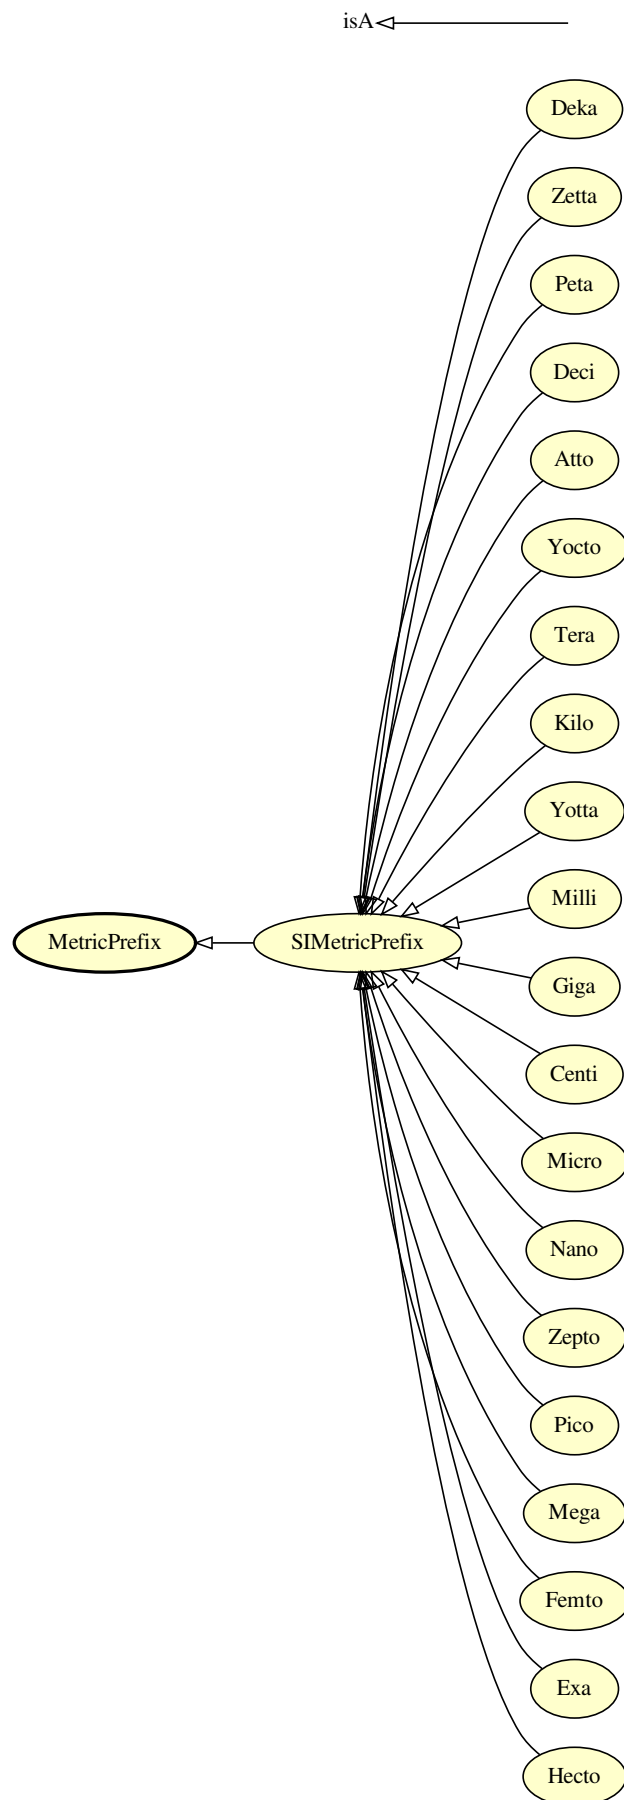 isA
Deka
Zetta
Peta
Deci
Atto
Yocto
Tera
Kilo
Yotta
Milli
MetricPrefix
SIMetricPrefix
Giga
Centi
Micro
Nano
Zepto
Pico
Mega
Femto
Exa
Hecto